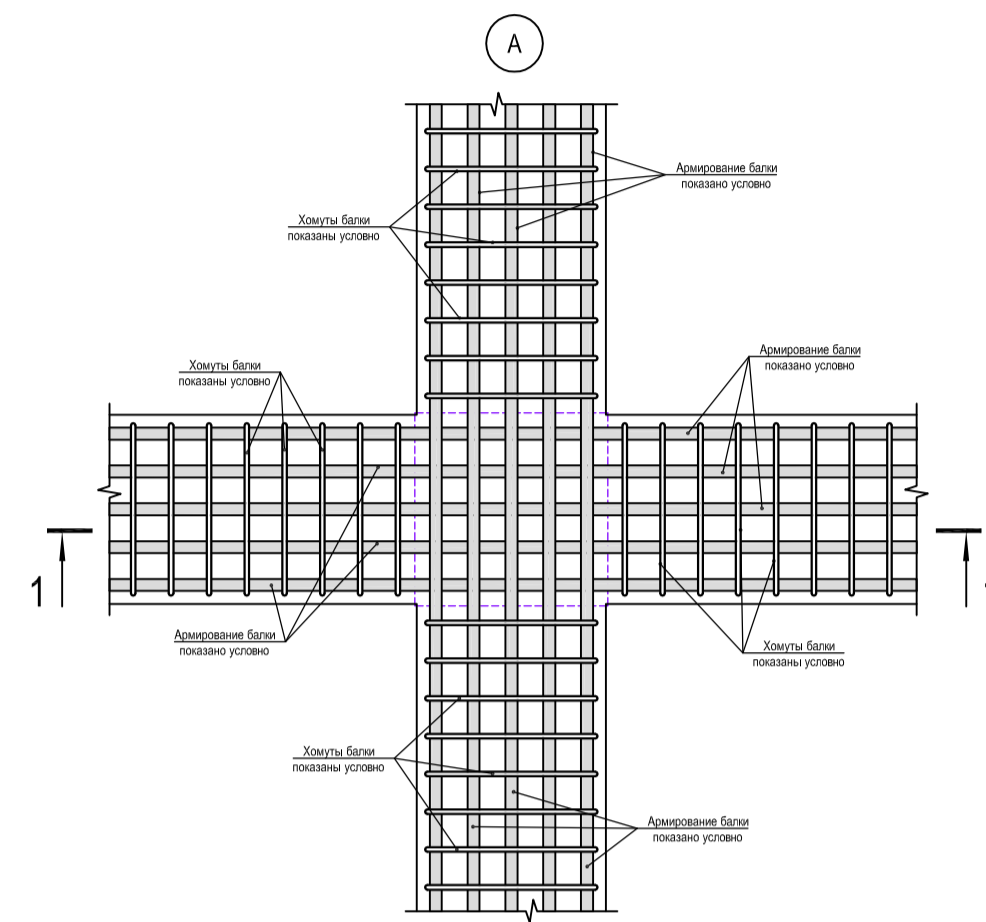 А
Армирование балки
показано условно
Хомуты балки
показаны условно
Армирование балки
показано условно
Хомуты балки
показаны условно
1
Армирование балки
показано условно
Хомуты балки
показаны условно
Хомуты балки
показаны условно
Армирование балки
показано условно